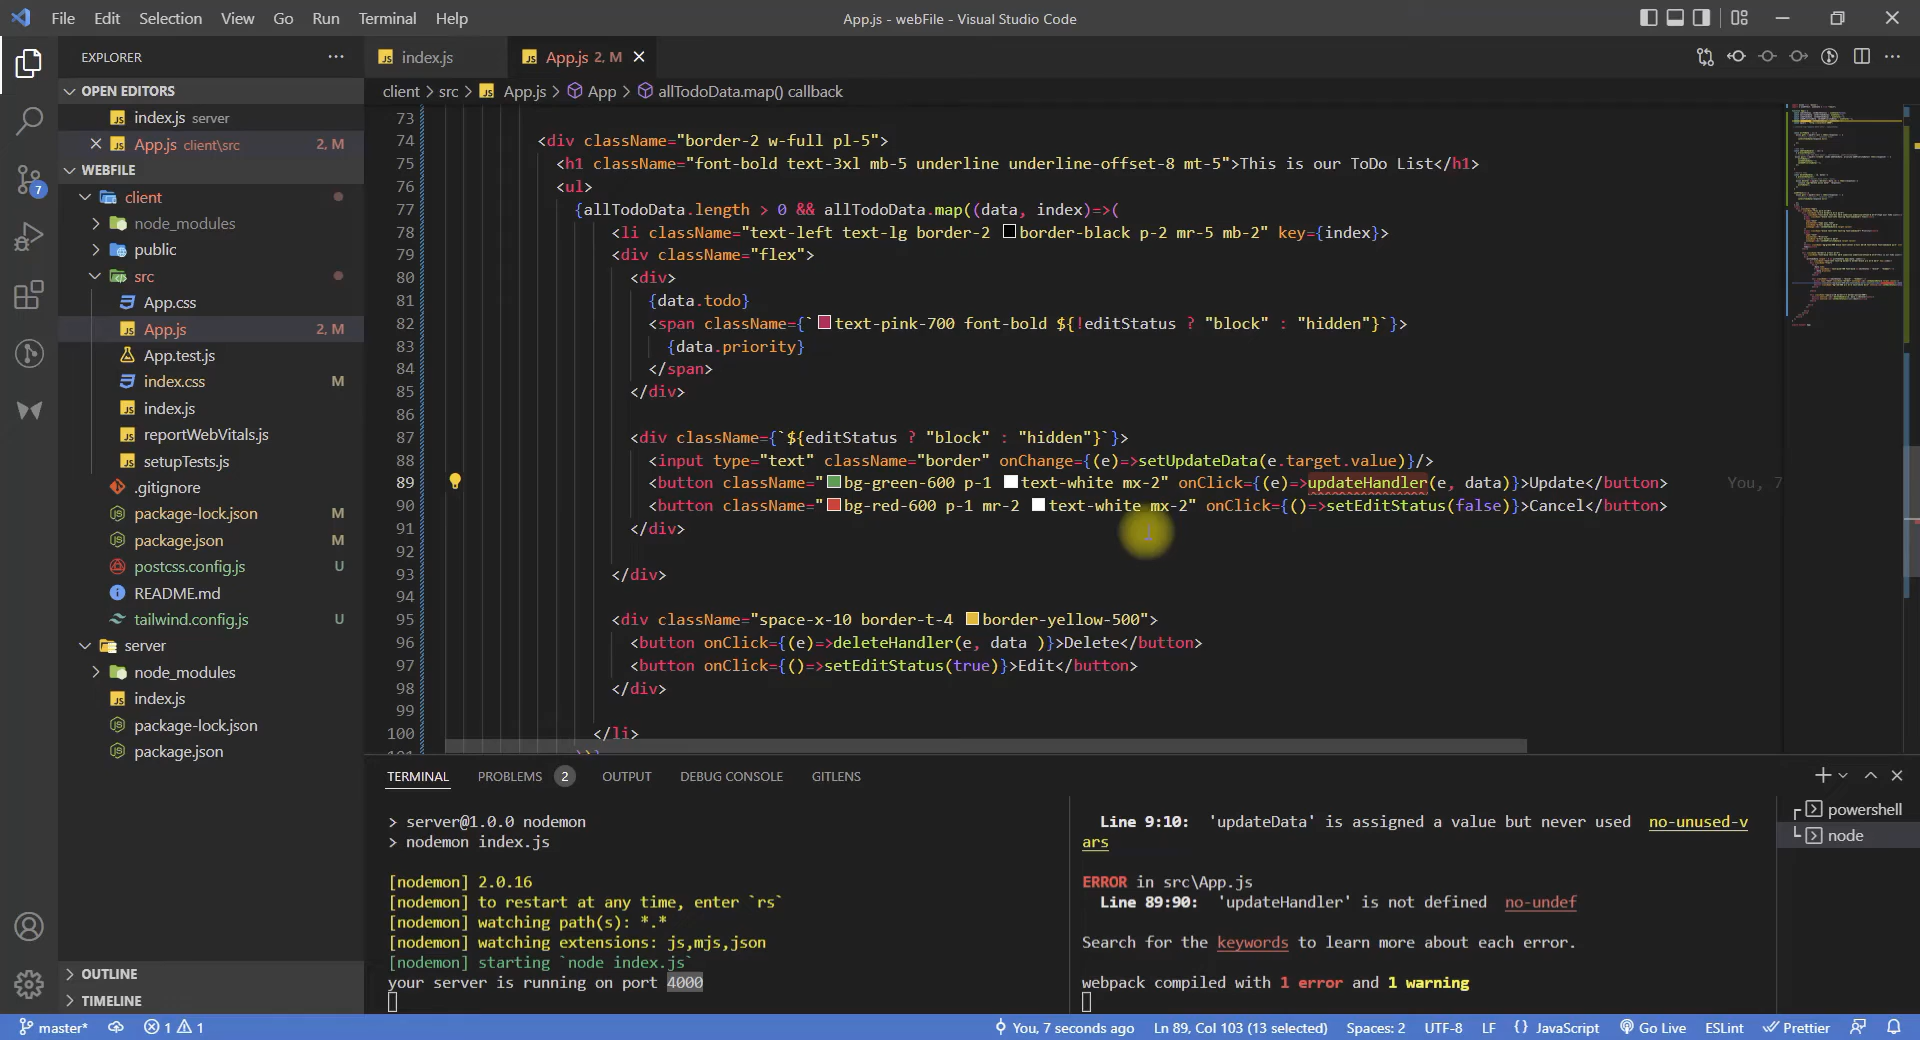 File Edit Selection View Go Run Terminal Help
App.js - webFile - Visual Studio Code
EXPLORER
OPEN EDITORS
index.js server
App.js client\src 2, M
WEBFILE
client
node_modules
public
src
App.css
App.js 2, M
App.test.js
index.css M
index.js
reportWebVitals.js
setupTests.js
.gitignore
package-lock.json M
package.json M
postcss.config.js U
README.md
tailwind.config.js U
server
node_modules
index.js
package-lock.json
package.json
OUTLINE
TIMELINE
7
index.js
App.js 2, M
client > src > App.js > App > allTodoData.map() callback
73
74 <div className="border-2 w-full pl-5">
75 <h1 className="font-bold text-3xl mb-5 underline underline-offset-8 mt-5">This is our ToDo List</h1>
76 <ul>
77 {allTodoData.length > 0 && allTodoData.map((data, index)=>(
78 <li className="text-left text-lg border-2 border-black p-2 mr-5 mb-2" key={index}>
79 <div className="flex">
80 <div>
81 {data.todo}
82 <span className={`text-pink-700 font-bold ${!editStatus ? "block" : "hidden"}`}>
83 {data.priority}
84 </span>
85 </div>
86
87 <div className={`${editStatus ? "block" : "hidden"}`}>
88 <input type="text" className="border" onChange={(e)=>setUpdateData(e.target.value)}/>
89 <button className="bg-green-600 p-1 text-white mx-2" onClick={(e)=>updateHandler(e, data)}>Update</button> You, 7
90 <button className="bg-red-600 p-1 mr-2 text-white mx-2" onClick={()=>setEditStatus(false)}>Cancel</button>
91 </div>
92
93 </div>
94
95 <div className="space-x-10 border-t-4 border-yellow-500">
96 <button onClick={(e)=>deleteHandler(e, data )}>Delete</button>
97 <button onClick={()=>setEditStatus(true)}>Edit</button>
98 </div>
99
100 </li>
TERMINAL PROBLEMS 2 OUTPUT DEBUG CONSOLE GITLENS
> server@1.0.0 nodemon
> nodemon index.js
[nodemon] 2.0.16
[nodemon] to restart at any time, enter `rs`
[nodemon] watching path(s): *.*
[nodemon] watching extensions: js,mjs,json
[nodemon] starting `node index.js`
your server is running on port 4000
Line 9:10: 'updateData' is assigned a value but never used no-unused-v
ars
ERROR in src\App.js
Line 89:90: 'updateHandler' is not defined no-undef
Search for the keywords to learn more about each error.
webpack compiled with 1 error and 1 warning
powershell
node
master* 1 1 You, 7 seconds ago Ln 89, Col 103 (13 selected) Spaces: 2 UTF-8 LF {} JavaScript Go Live ESLint Prettier